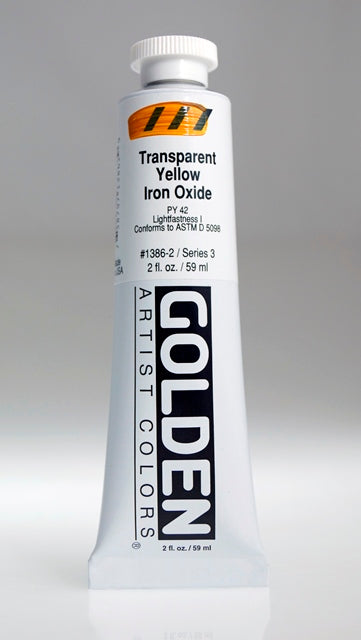 Transparent
Yellow
Iron Oxide
PY 42
Lightfastness I
Conforms to ASTM D 5098
#1386-2 / Series 3
2 fl. oz. / 59 ml
GOLDEN
ARTIST COLORS®
2 fl. oz. / 59 ml
USA